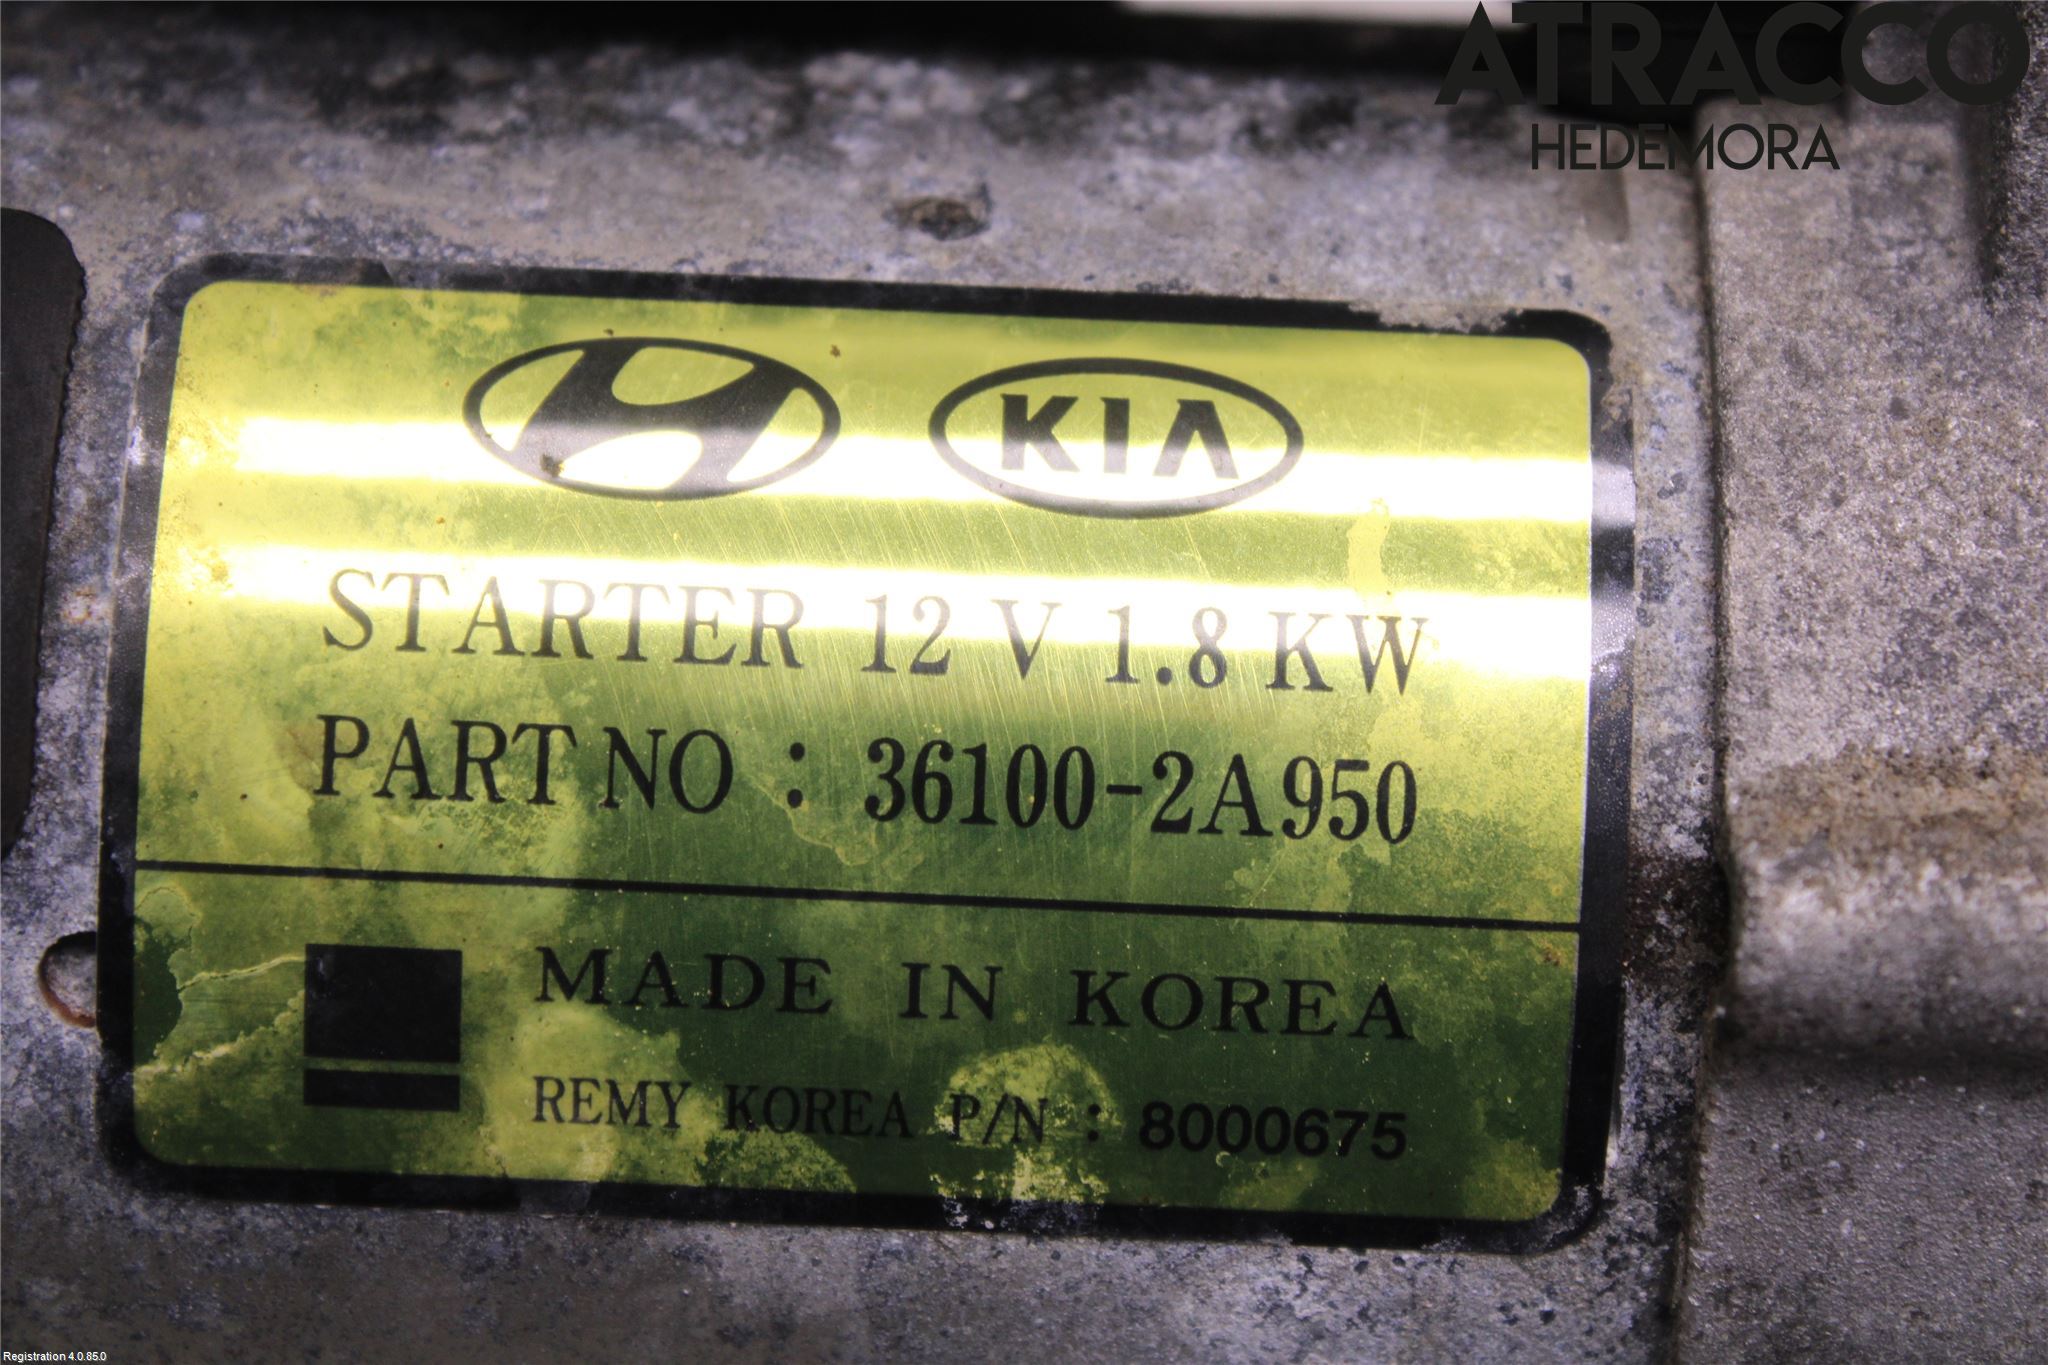 ATRACCO
HEDEMORA
KIA
STARTER 12 V 1.8 KW
PART NO : 36100-2A950
MADE IN KOREA
REMY KOREA P/N : 8000675
Registration 4.0.85.0